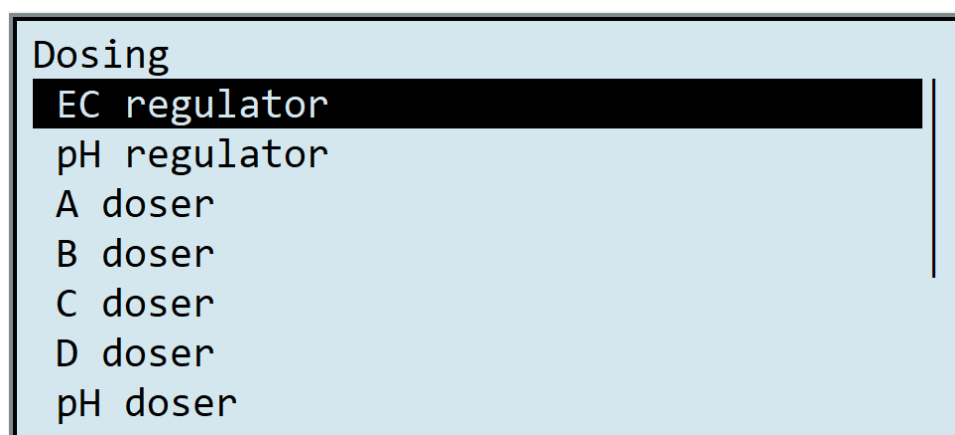 Dosing
EC regulator
pH regulator
A doser
B doser
C doser
D doser
pH doser